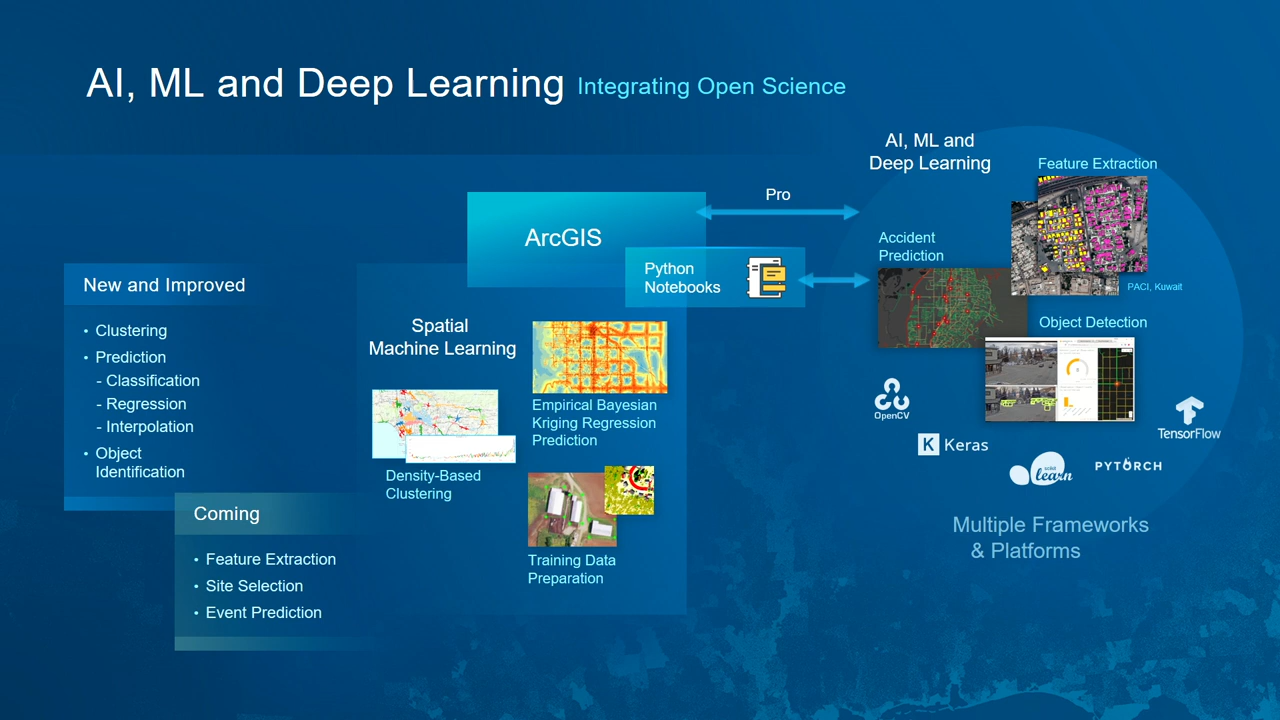 AI, ML and Deep Learning Integrating Open Science
New and Improved
• Clustering
• Prediction
- Classification
- Regression
- Interpolation
• Object
Identification
Coming
• Feature Extraction
• Site Selection
• Event Prediction
ArcGIS
Python
Notebooks
Pro
Spatial
Machine Learning
Empirical Bayesian
Kriging Regression
Prediction
Density-Based
Clustering
Training Data
Preparation
AI, ML and
Deep Learning
Feature Extraction
PACI, Kuwait
Accident
Prediction
Object Detection
OpenCV
K Keras
scikit
learn
PYTORCH
TensorFlow
Multiple Frameworks
& Platforms